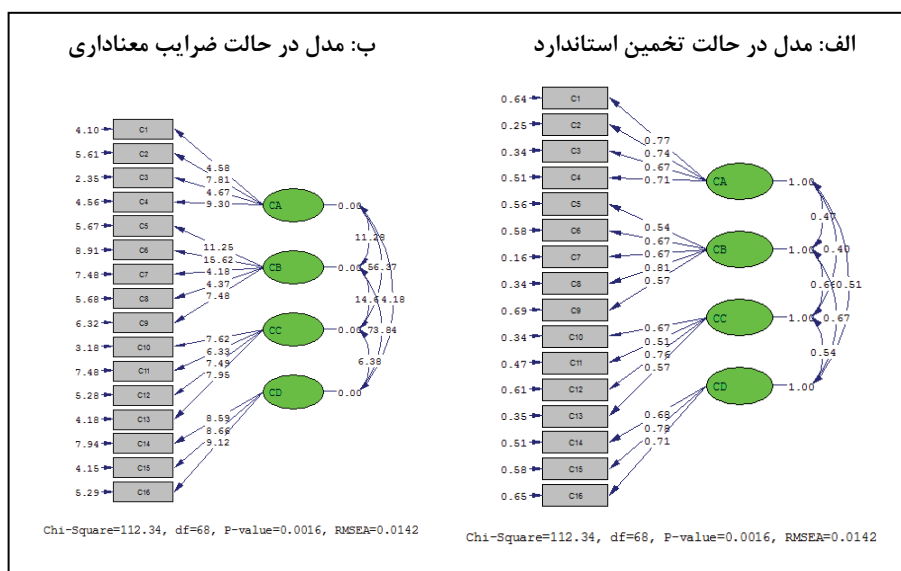 الف: مدل در حالت تخمین استاندارد
0.64 C1
0.25 C2
0.34 C3
0.51 C4
0.56 C5
0.58 C6
0.16 C7
0.34 C8
0.69 C9
0.34 C10
0.47 C11
0.61 C12
0.35 C13
0.51 C14
0.58 C15
0.65 C16
0.77
0.74
0.67
0.71
0.54
0.67
0.67
0.81
0.57
0.67
0.51
0.76
0.57
0.68
0.78
0.71
CA 1.00
CB 1.00
CC 1.00
CD 1.00
0.47
0.40
0.51
0.67
0.54
Chi-Square=112.34, df=68, P-value=0.0016, RMSEA=0.0142
ب: مدل در حالت ضرایب معناداری
4.10 C1
5.61 C2
2.35 C3
4.56 C4
5.67 C5
8.91 C6
7.48 C7
5.68 C8
6.32 C9
3.18 C10
7.48 C11
5.28 C12
4.18 C13
7.94 C14
4.15 C15
5.29 C16
4.58
7.81
4.67
9.30
11.25
15.62
4.18
4.37
7.48
7.62
6.33
7.49
7.95
8.59
8.66
9.12
CA 0.00
CB 0.00
CC 0.00
CD 0.00
11.28
4.18
6.38
Chi-Square=112.34, df=68, P-value=0.0016, RMSEA=0.0142